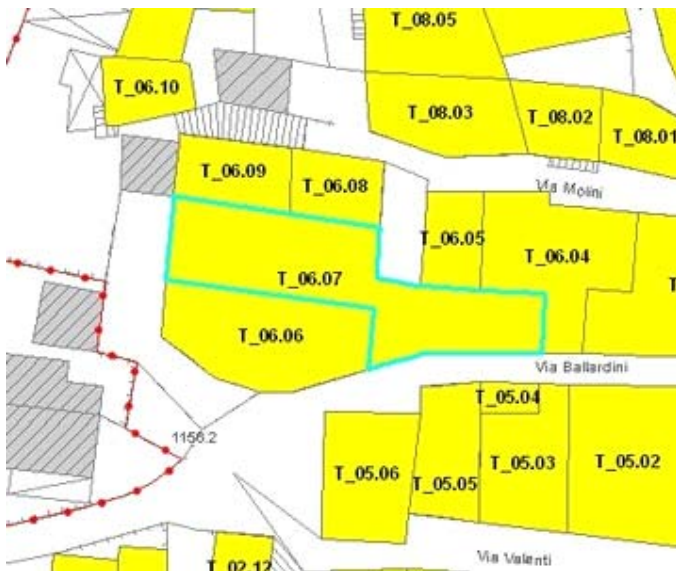 T_08.05
T_06.10
T_08.03
T_08.02
T_08.01
T_06.09
T_06.08
Via Molini
T_06.05
T_06.04
T_06.07
T_06.06
Via Ballardini
T_05.04
1156.2
T_05.06
T_05.05
T_05.03
T_05.02
Via Valenti
T_02.12